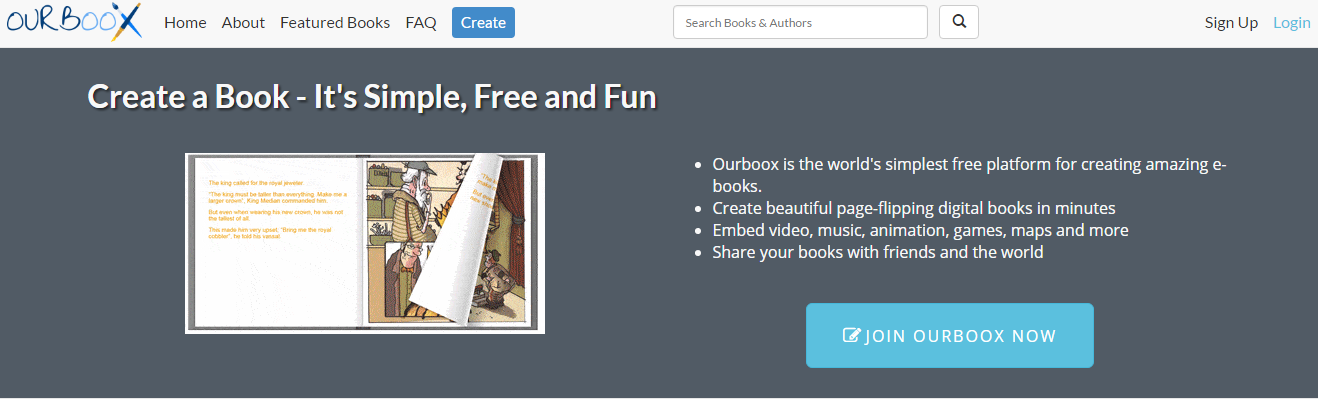 OURBOOX
Home
About
Featured Books
FAQ
Create
Search Books & Authors
Sign Up
Login
Create a Book - It's Simple, Free and Fun
The king called for the royal jeweller.
"The king must be taller than everything. Make me a
larger crown", King Median commanded him.
But even when wearing his new crown, he was not
the tallest of all.
This made him very upset. "Bring me the royal
cobbler", he told his vassal.
Ourboox is the world's simplest free platform for creating amazing e-
books.
Create beautiful page-flipping digital books in minutes
Embed video, music, animation, games, maps and more
Share your books with friends and the world
JOIN OURBOOX NOW